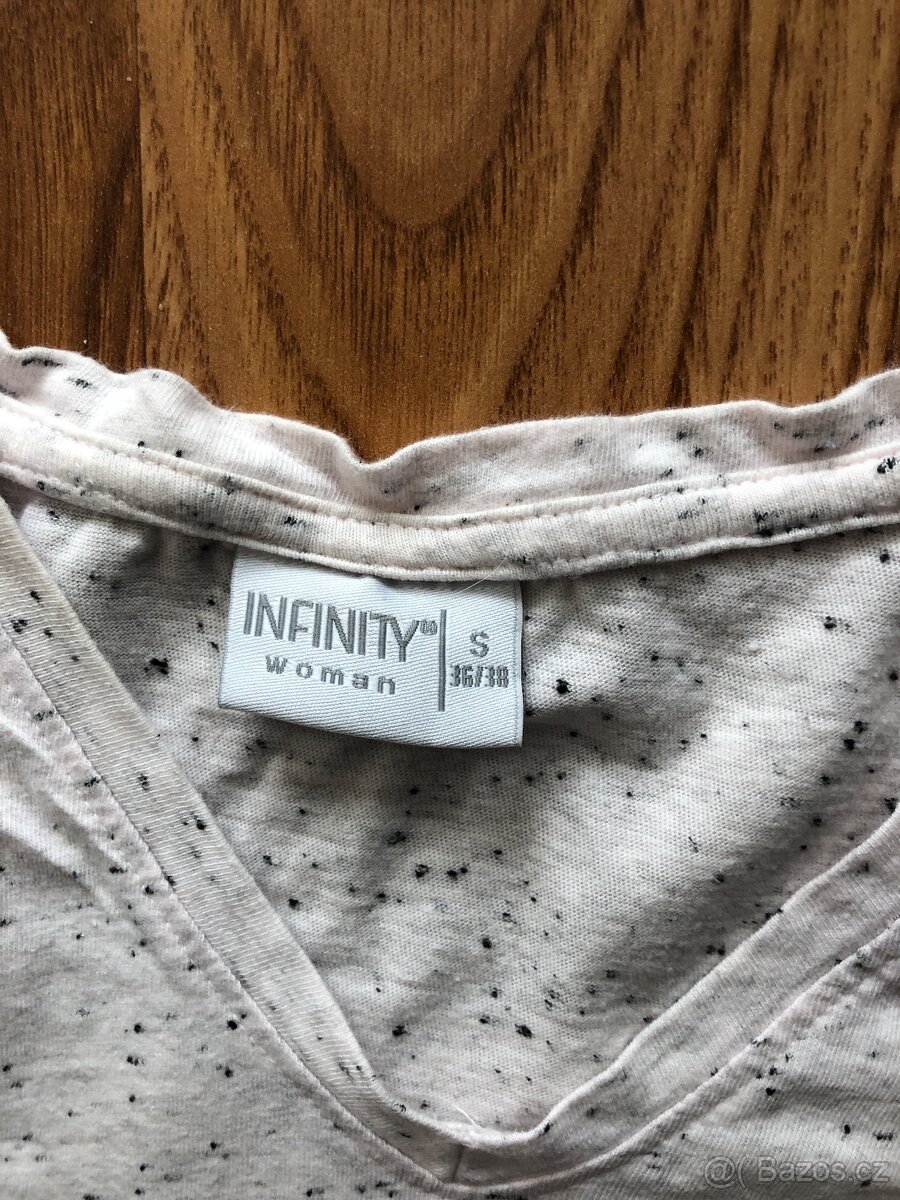 INFINITY∞
woman
S
36/38
@ Bazos.cz